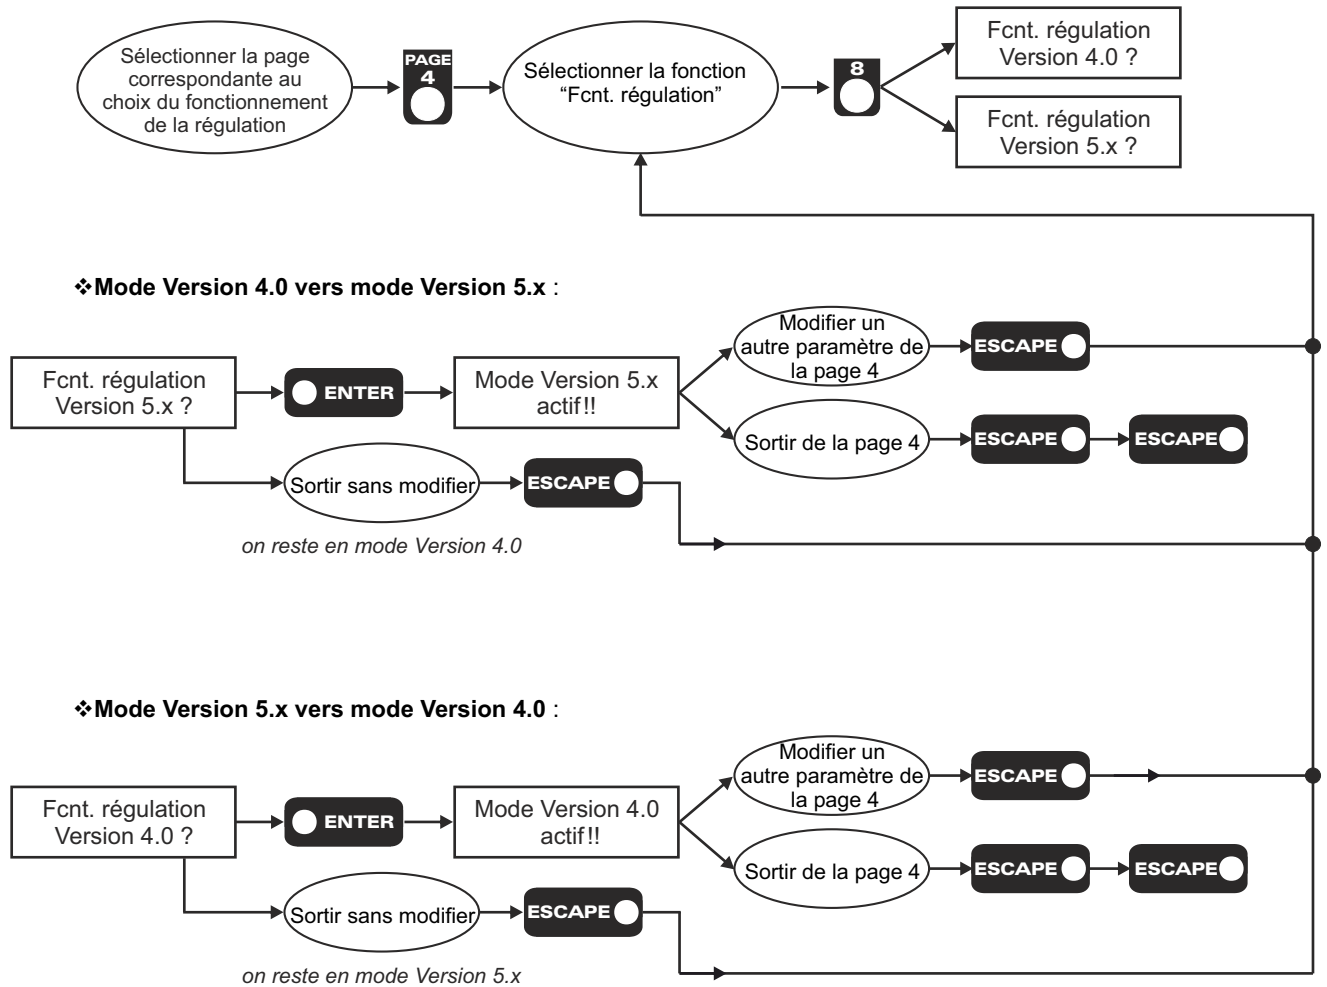 Sélectionner la page
correspondante au
choix du fonctionnement
de la régulation
PAGE
4
Sélectionner la fonction
“Fcnt. régulation”
8
Fcnt. régulation
Version 4.0 ?
Fcnt. régulation
Version 5.x ?
❖Mode Version 4.0 vers mode Version 5.x :
Fcnt. régulation
Version 5.x ?
ENTER
Mode Version 5.x
actif!!
Modifier un
autre paramètre de
la page 4
ESCAPE
Sortir de la page 4
ESCAPE
ESCAPE
Sortir sans modifier
ESCAPE
on reste en mode Version 4.0
❖Mode Version 5.x vers mode Version 4.0 :
Fcnt. régulation
Version 4.0 ?
ENTER
Mode Version 4.0
actif!!
Modifier un
autre paramètre de
la page 4
ESCAPE
Sortir de la page 4
ESCAPE
ESCAPE
Sortir sans modifier
ESCAPE
on reste en mode Version 5.x